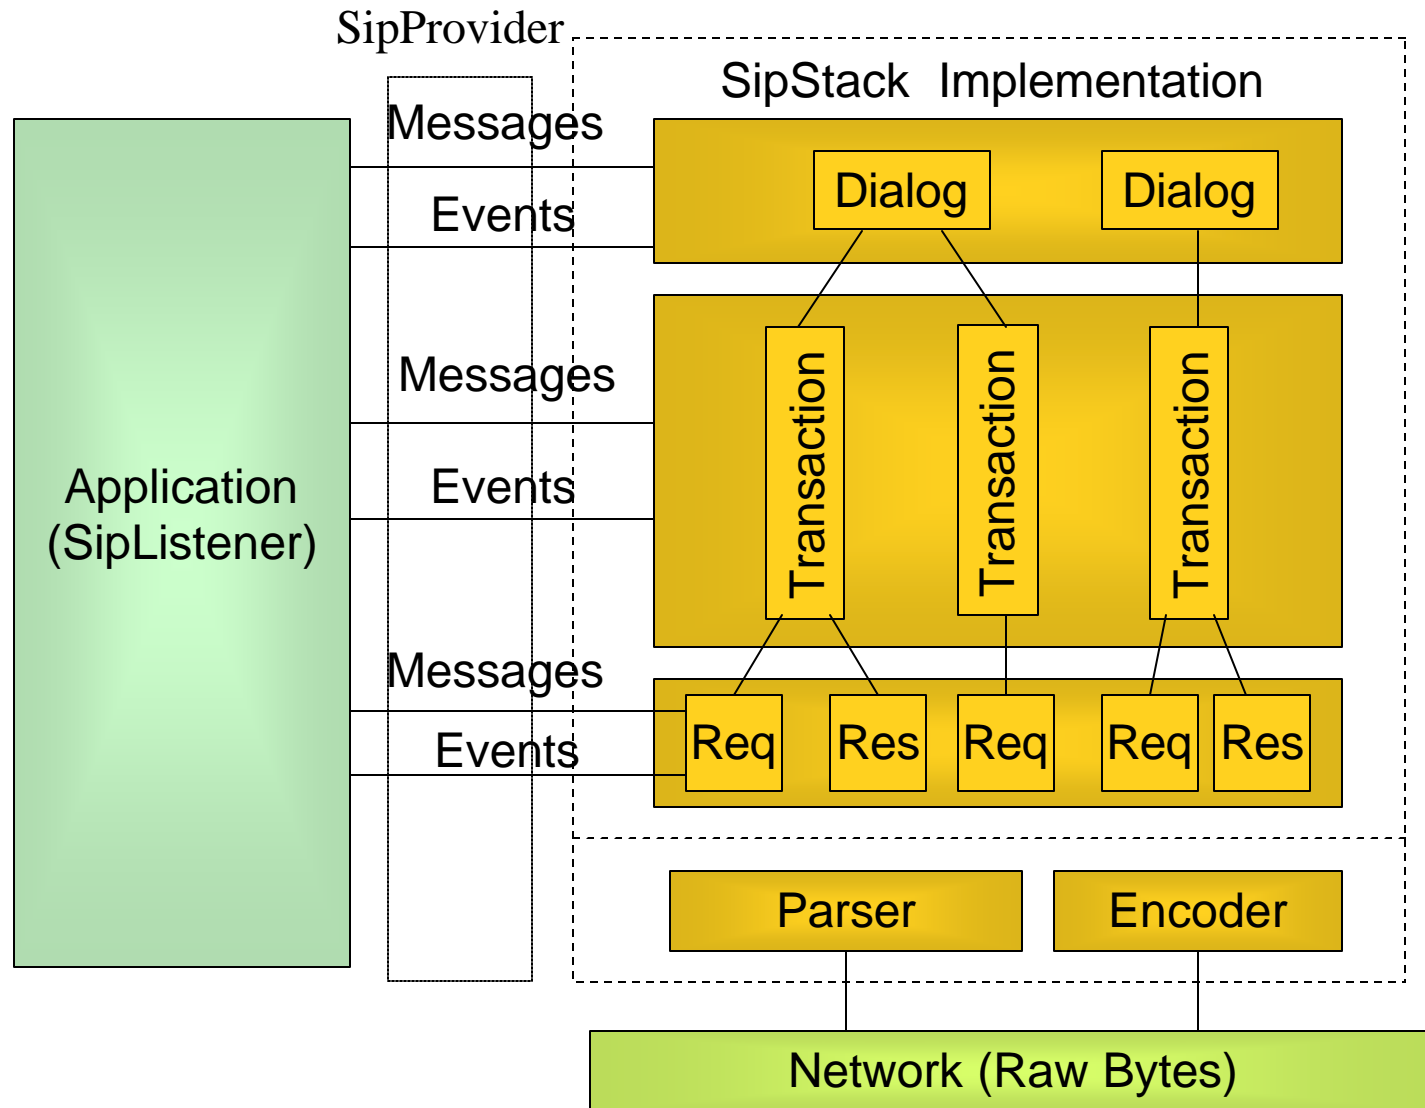 SipProvider
SipStack Implementation
Messages
Events
Dialog
Dialog
Messages
Events
Transaction
Transaction
Transaction
Application
(SipListener)
Messages
Events
Req
Res
Req
Req
Res
Parser
Encoder
Network (Raw Bytes)